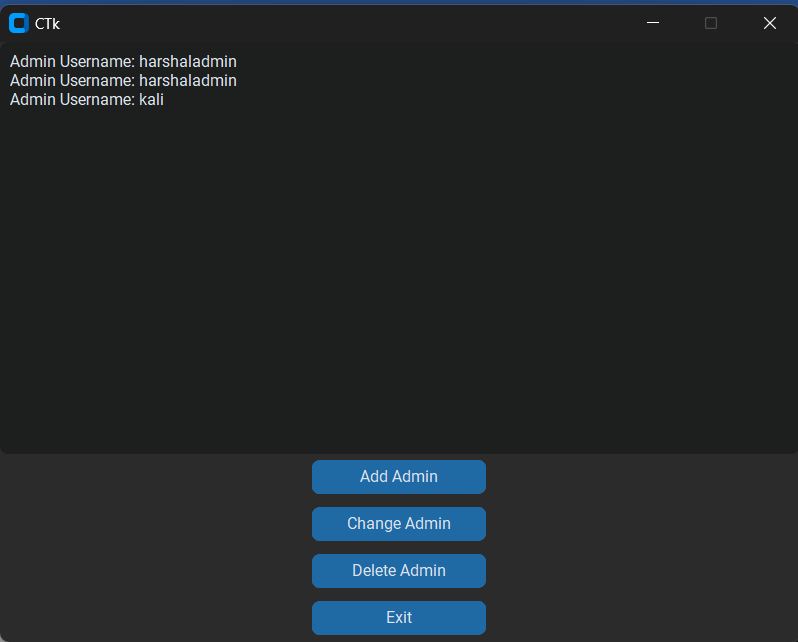 CTk
Admin Username: harshaladmin
Admin Username: harshaladmin
Admin Username: kali
Add Admin
Change Admin
Delete Admin
Exit